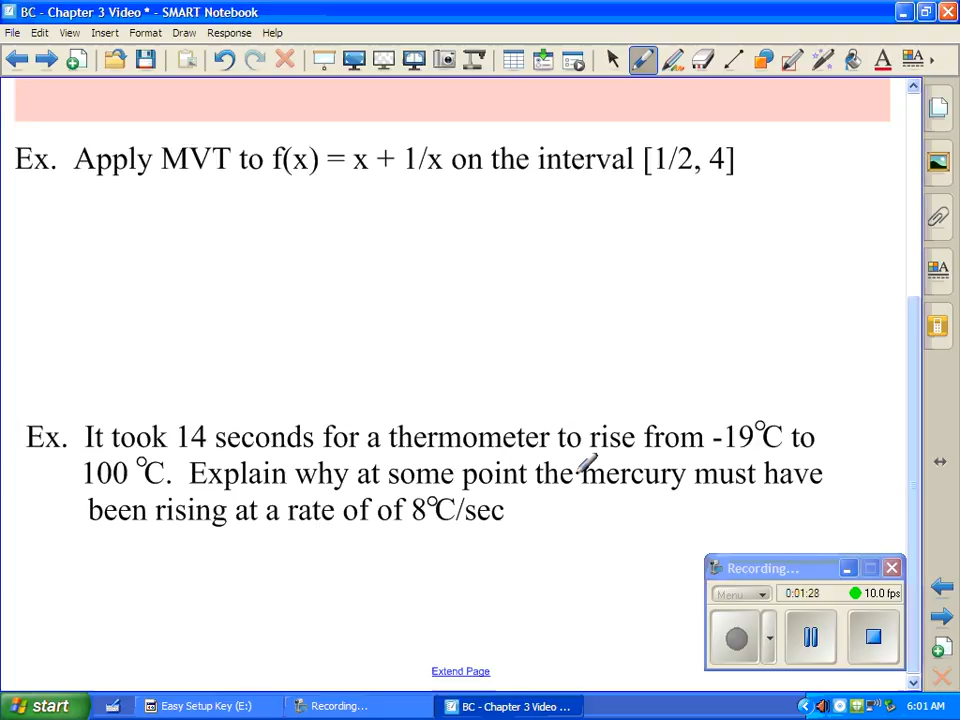 BC - Chapter 3 Video * - SMART Notebook
File Edit View Insert Format Draw Response Help
Ex. Apply MVT to f(x) = x + 1/x on the interval [1/2, 4]
Ex. It took 14 seconds for a thermometer to rise from -19°C to
100 °C. Explain why at some point the mercury must have
been rising at a rate of of 8°C/sec
Recording...
Menu 0:01:28 10.0 fps
Extend Page
start Easy Setup Key (E:) Recording... BC - Chapter 3 Video ... 6:01 AM